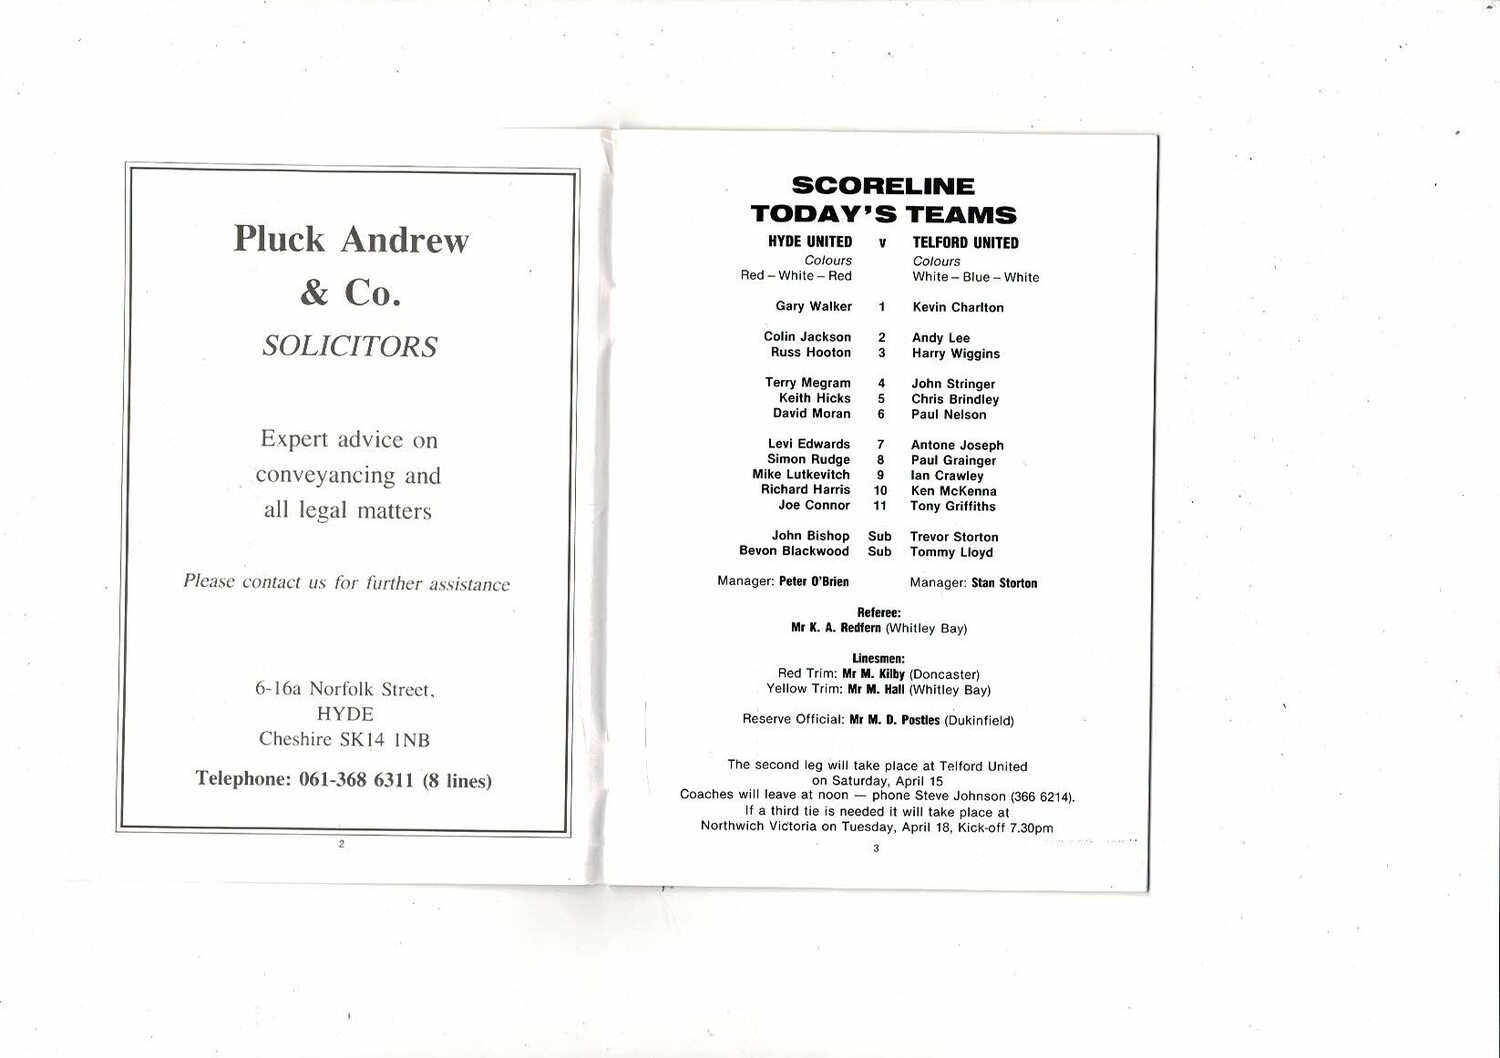 Pluck Andrew
& Co.
SOLICITORS
Expert advice on
conveyancing and
all legal matters
Please contact us for further assistance
6-16a Norfolk Street,
HYDE
Cheshire SK14 1NB
Telephone: 061-368 6311 (8 lines)
2
SCORELINE
TODAY'S TEAMS
HYDE UNITED v TELFORD UNITED
Colours Colours
Red – White – Red White – Blue – White
Gary Walker 1 Kevin Charlton
Colin Jackson 2 Andy Lee
Russ Hooton 3 Harry Wiggins
Terry Megram 4 John Stringer
Keith Hicks 5 Chris Brindley
David Moran 6 Paul Nelson
Levi Edwards 7 Antone Joseph
Simon Rudge 8 Paul Grainger
Mike Lutkevitch 9 Ian Crawley
Richard Harris 10 Ken McKenna
Joe Connor 11 Tony Griffiths
John Bishop Sub Trevor Storton
Bevon Blackwood Sub Tommy Lloyd
Manager: Peter O'Brien Manager: Stan Storton
Referee:
Mr K. A. Redfern (Whitley Bay)
Linesmen:
Red Trim: Mr M. Kilby (Doncaster)
Yellow Trim: Mr M. Hall (Whitley Bay)
Reserve Official: Mr M. D. Postles (Dukinfield)
The second leg will take place at Telford United
on Saturday, April 15
Coaches will leave at noon — phone Steve Johnson (366 6214).
If a third tie is needed it will take place at
Northwich Victoria on Tuesday, April 18, Kick-off 7.30pm
3